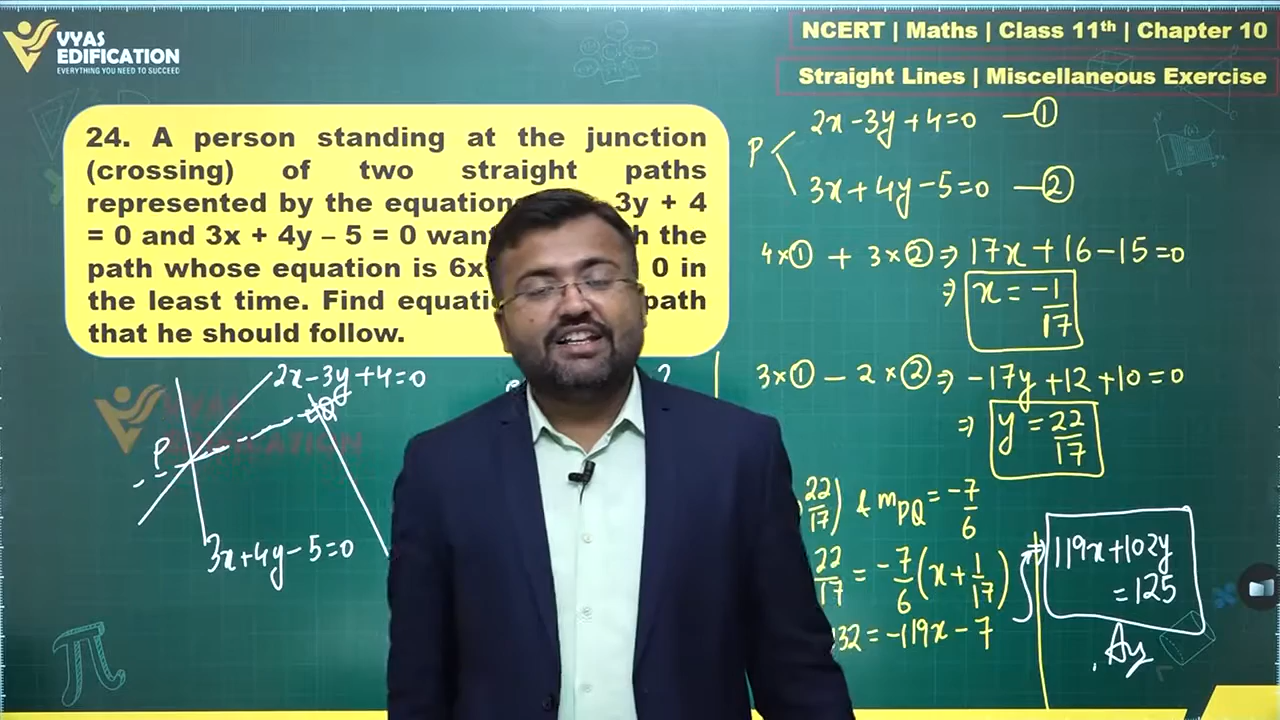 VYAS
EDIFICATION
EVERYTHING YOU NEED TO SUCCEED
NCERT | Maths | Class 11th | Chapter 10
Straight Lines | Miscellaneous Exercise
24. A person standing at the junction
(crossing) of two straight paths
represented by the equation 3y + 4
= 0 and 3x + 4y – 5 = 0 the
path whose equation is 6x 0 in
the least time. Find path
that he should follow.
2x-3y+4=0
P
3x+4y-5=0
VYAS
EDIFICATION
P 2x-3y+4=0 —①
3x+4y-5=0 —②
4×① + 3×② ⇒ 17x+16-15=0
⇒ x = -1/17
3×① - 2×② ⇒ -17y+12+10=0
⇒ y = 22/17
22/17) & mPQ = -7/6
22/17 = -7/6 (x + 1/17)
132 = -119x - 7
⇒ 119x+102y
=125